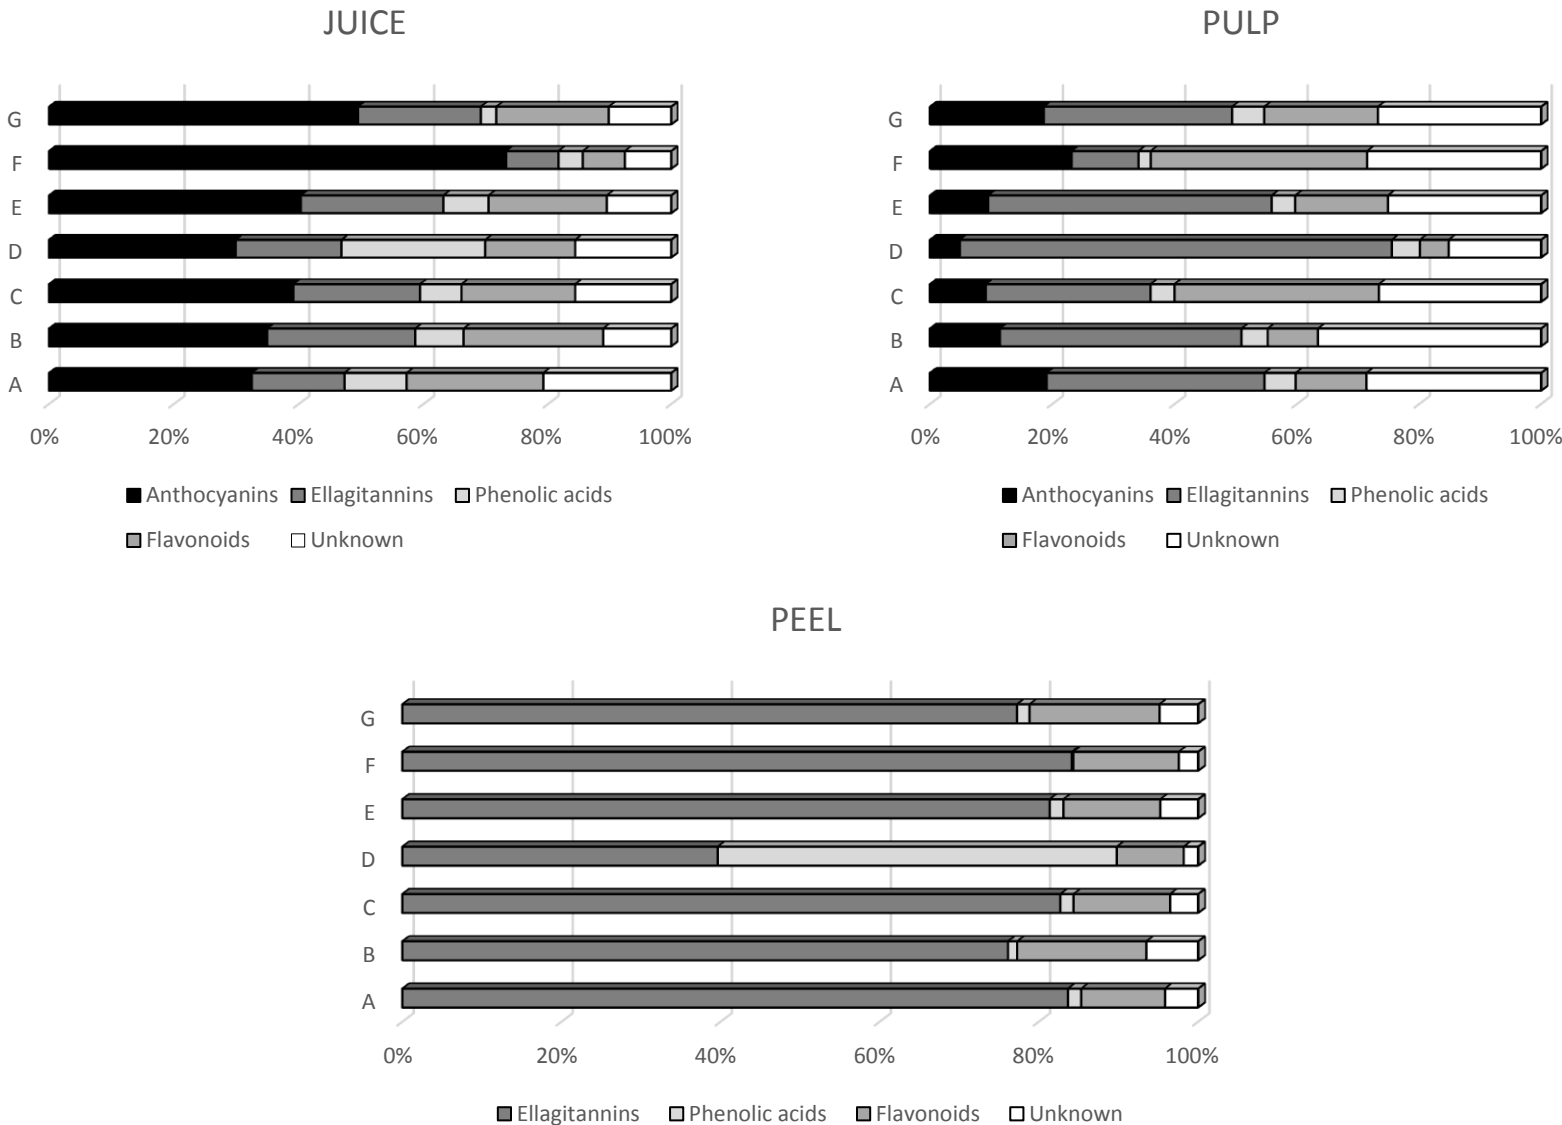 JUICE
G
F
E
D
C
B
A
0% 20% 40% 60% 80% 100%
Anthocyanins Ellagitannins Phenolic acids
Flavonoids Unknown
PULP
G
F
E
D
C
B
A
0% 20% 40% 60% 80% 100%
Anthocyanins Ellagitannins Phenolic acids
Flavonoids Unknown
PEEL
G
F
E
D
C
B
A
0% 20% 40% 60% 80% 100%
Ellagitannins Phenolic acids Flavonoids Unknown